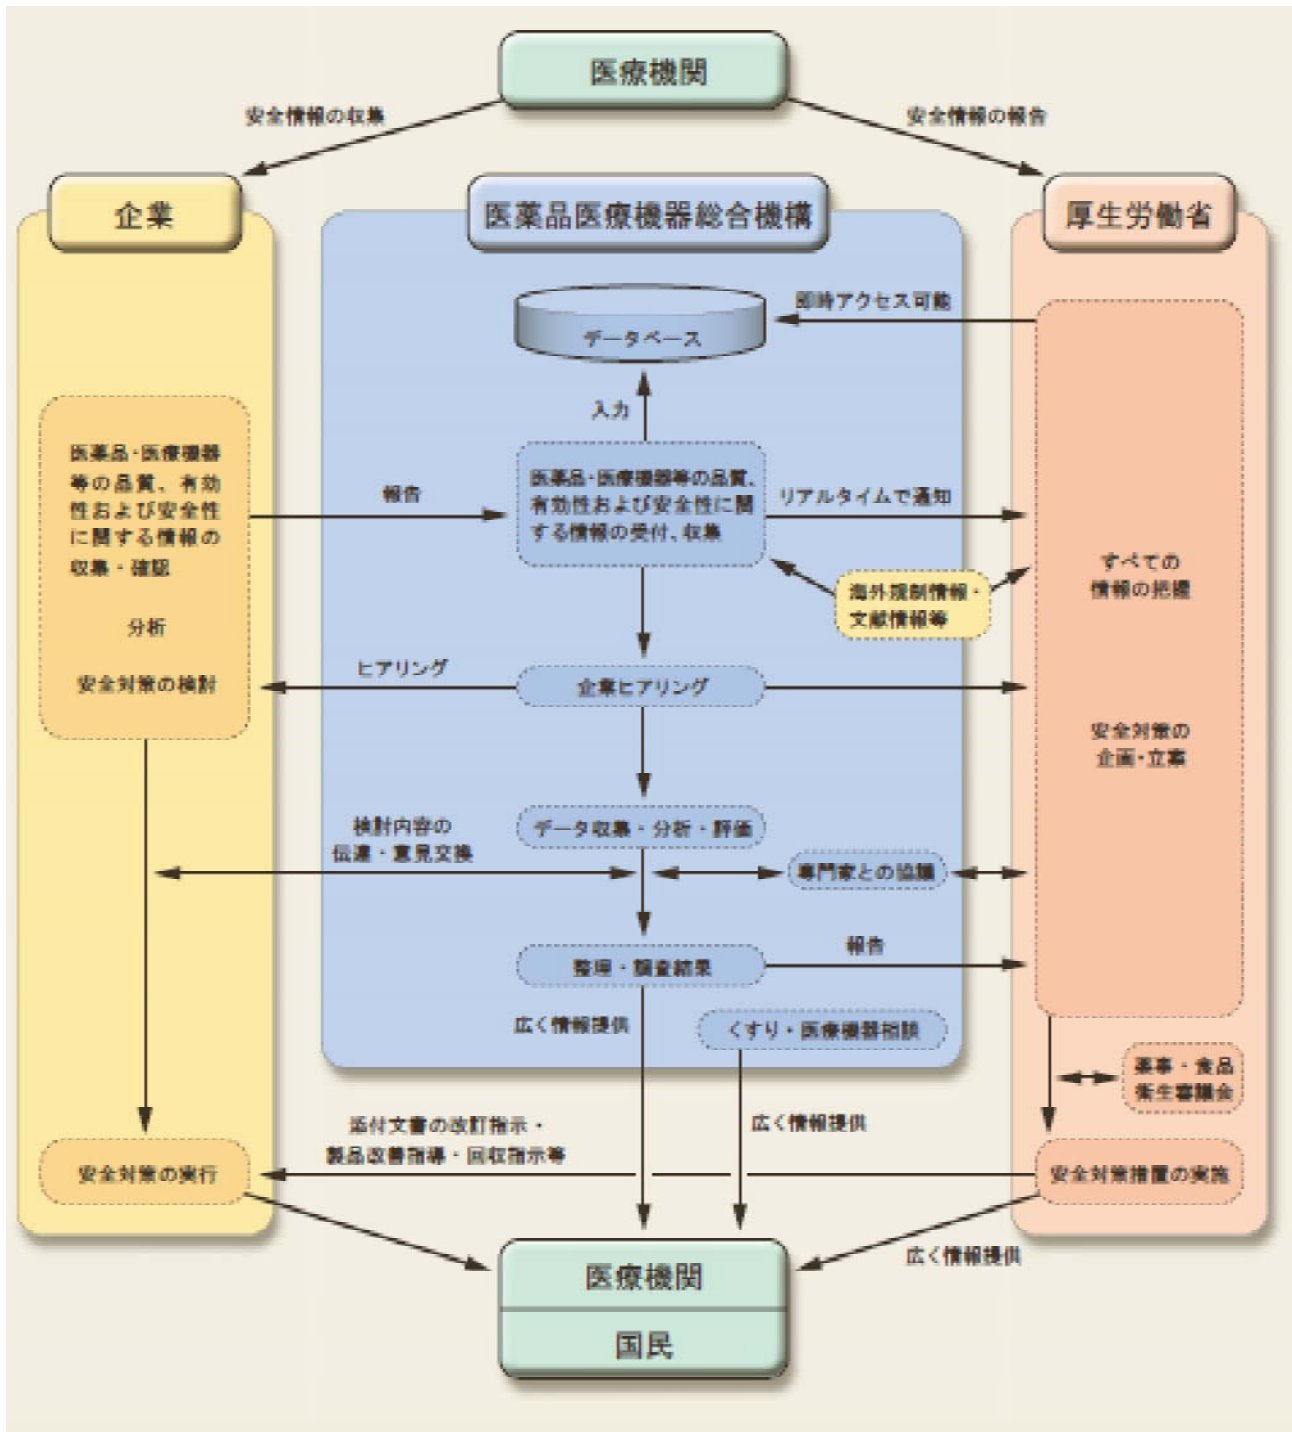 医療機関
安全情報の収集
安全情報の報告
企業
医薬品医療機器総合機構
厚生労働省
即時アクセス可能
データベース
入力
医薬品・医療機器
等の品質、有効
性および安全性
に関する情報の
収集・確認
分析
安全対策の検討
報告
医薬品・医療機器等の品質、
有効性および安全性に関
する情報の受付、収集
リアルタイムで通知
海外規制情報・
文献情報等
すべての
情報の把握
ヒアリング
企業ヒアリング
安全対策の
企画・立案
データ収集・分析・評価
検討内容の
伝達・意見交換
専門家との協議
整理・調査結果
報告
広く情報提供
くすり・医療機器相談
薬事・食品
衛生審議会
広く情報提供
添付文書の改訂指示・
製品改善指導・回収指示等
安全対策の実行
安全対策措置の実施
広く情報提供
医療機関
国民